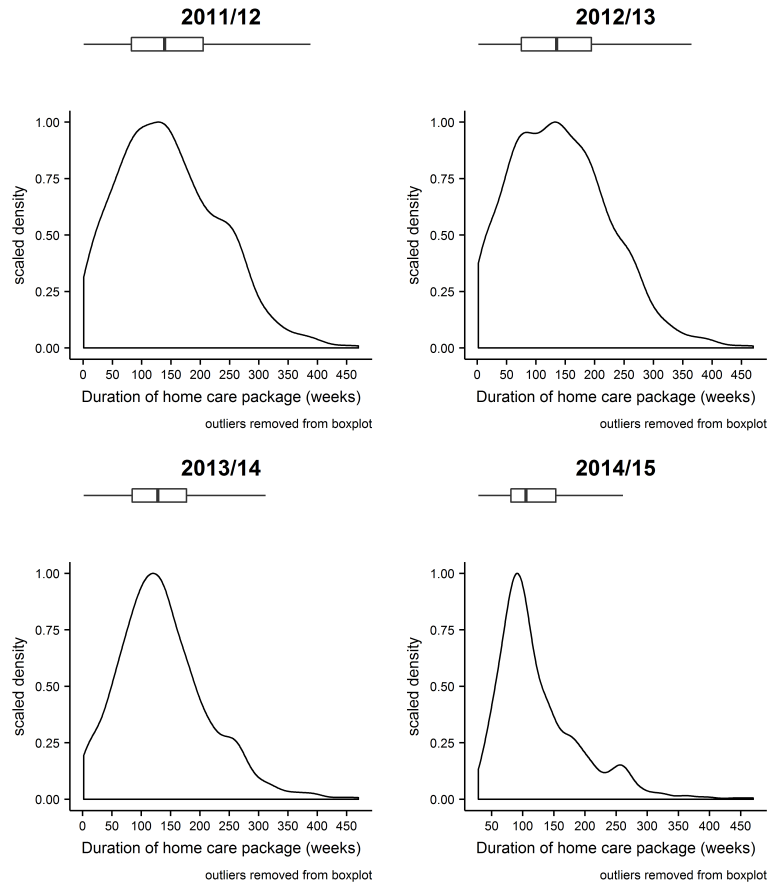 2011/12
1.00
0.75
0.50
0.25
0.00
scaled density
0 50 100 150 200 250 300 350 400 450
Duration of home care package (weeks)
outliers removed from boxplot
2012/13
1.00
0.75
0.50
0.25
0.00
scaled density
0 50 100 150 200 250 300 350 400 450
Duration of home care package (weeks)
outliers removed from boxplot
2013/14
1.00
0.75
0.50
0.25
0.00
scaled density
0 50 100 150 200 250 300 350 400 450
Duration of home care package (weeks)
outliers removed from boxplot
2014/15
1.00
0.75
0.50
0.25
0.00
scaled density
50 100 150 200 250 300 350 400 450
Duration of home care package (weeks)
outliers removed from boxplot